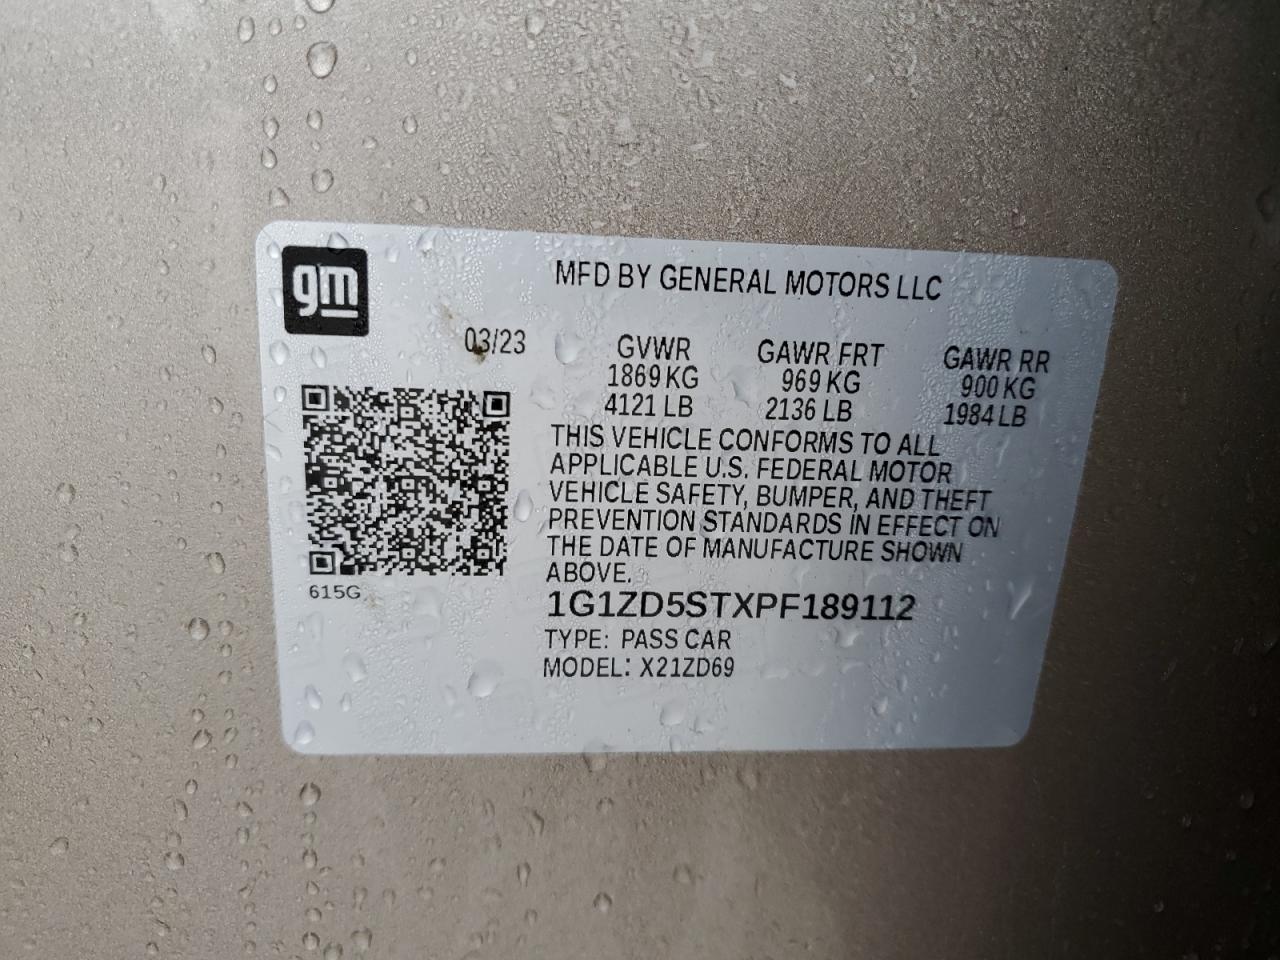 gm
MFD BY GENERAL MOTORS LLC
03/23
GVWR GAWR FRT GAWR RR
1869 KG 969 KG 900 KG
4121 LB 2136 LB 1984 LB
THIS VEHICLE CONFORMS TO ALL
APPLICABLE U.S. FEDERAL MOTOR
VEHICLE SAFETY, BUMPER, AND THEFT
PREVENTION STANDARDS IN EFFECT ON
THE DATE OF MANUFACTURE SHOWN
ABOVE.
615G
1G1ZD5STXPF189112
TYPE: PASS CAR
MODEL: X21ZD69